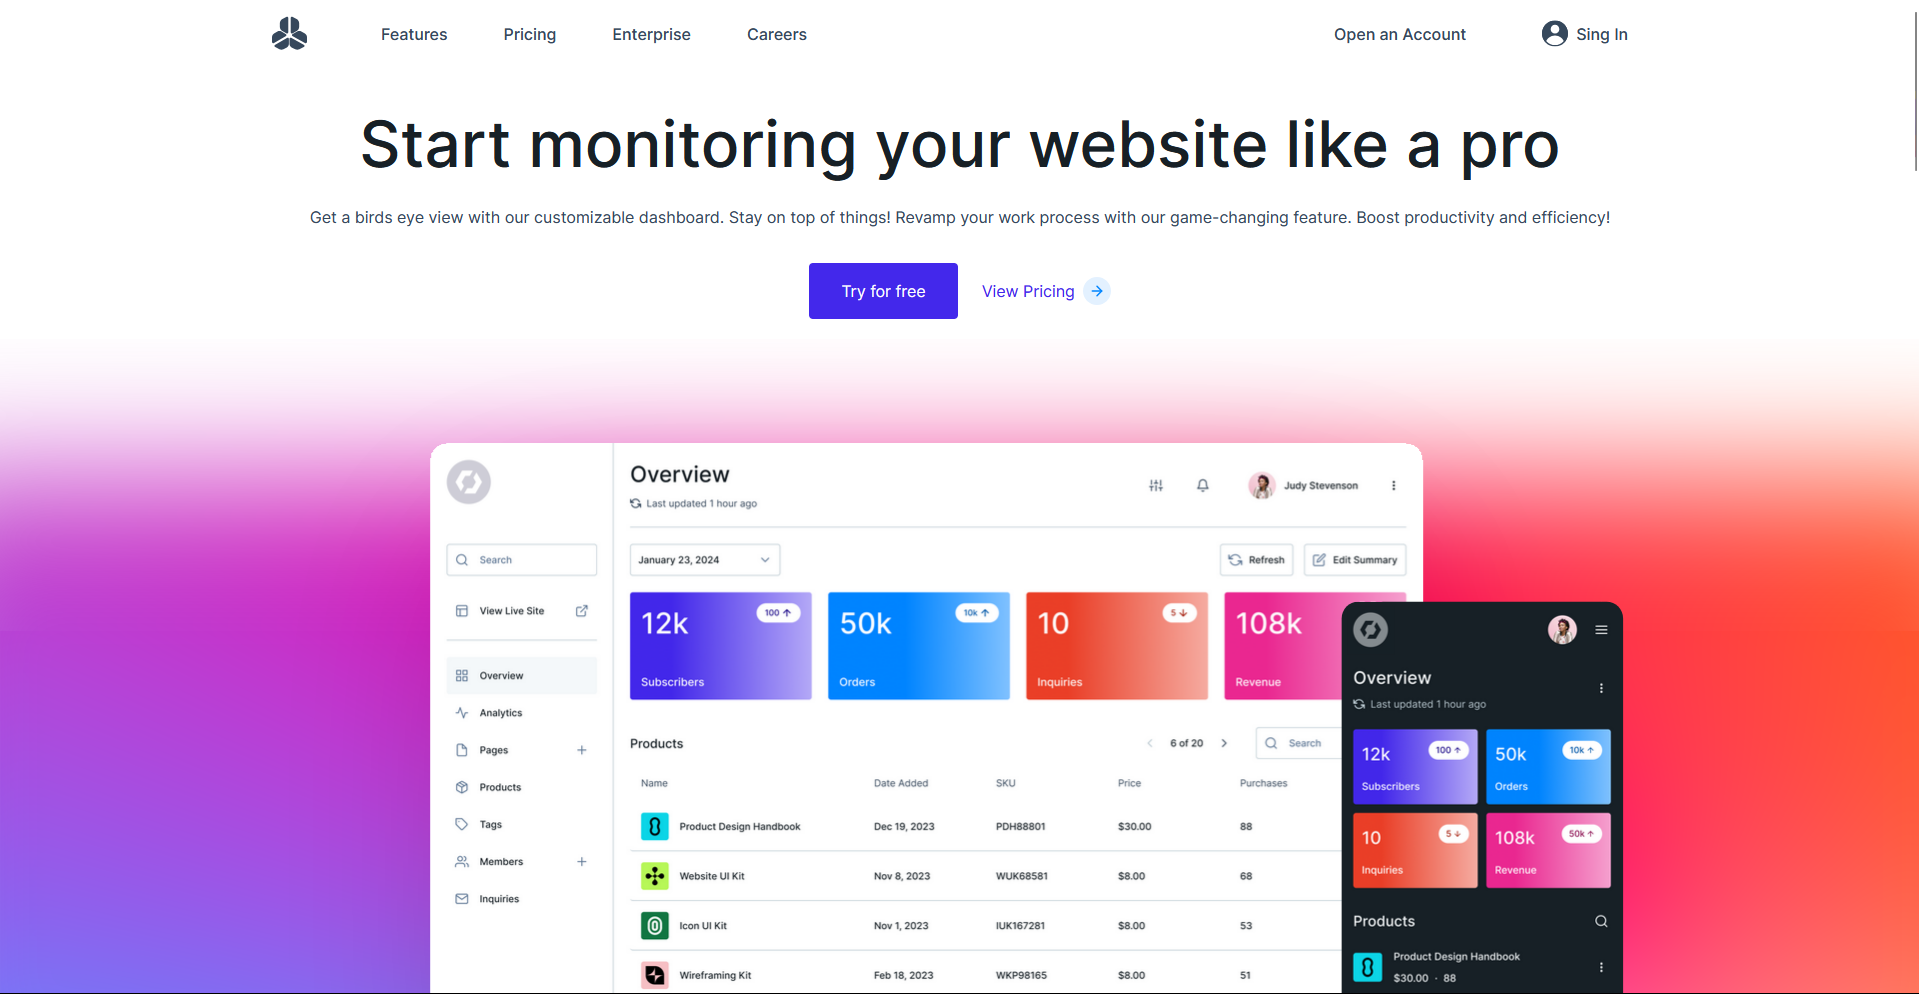 Features Pricing Enterprise Careers Open an Account Sing In
Start monitoring your website like a pro
Get a birds eye view with our customizable dashboard. Stay on top of things! Revamp your work process with our game-changing feature. Boost productivity and efficiency!
Try for free View Pricing
Search
View Live Site
Overview
Analytics
Pages
Products
Tags
Members
Inquiries
Overview
Last updated 1 hour ago
Judy Stevenson
January 23, 2024
Refresh Edit Summary
12k 100
Subscribers
50k 10k
Orders
10 5
Inquiries
108k
Revenue
Products
6 of 20
Search
Name Date Added SKU Price Purchases
Product Design Handbook Dec 19, 2023 PDH88801 $30.00 88
Website UI Kit Nov 8, 2023 WUK68581 $8.00 68
Icon UI Kit Nov 1, 2023 IUK167281 $8.00 53
Wireframing Kit Feb 18, 2023 WKP98165 $8.00 51
Overview
Last updated 1 hour ago
12k 100
Subscribers
50k 10k
Orders
10 5
Inquiries
108k 50k
Revenue
Products
Product Design Handbook
$30.00 · 88